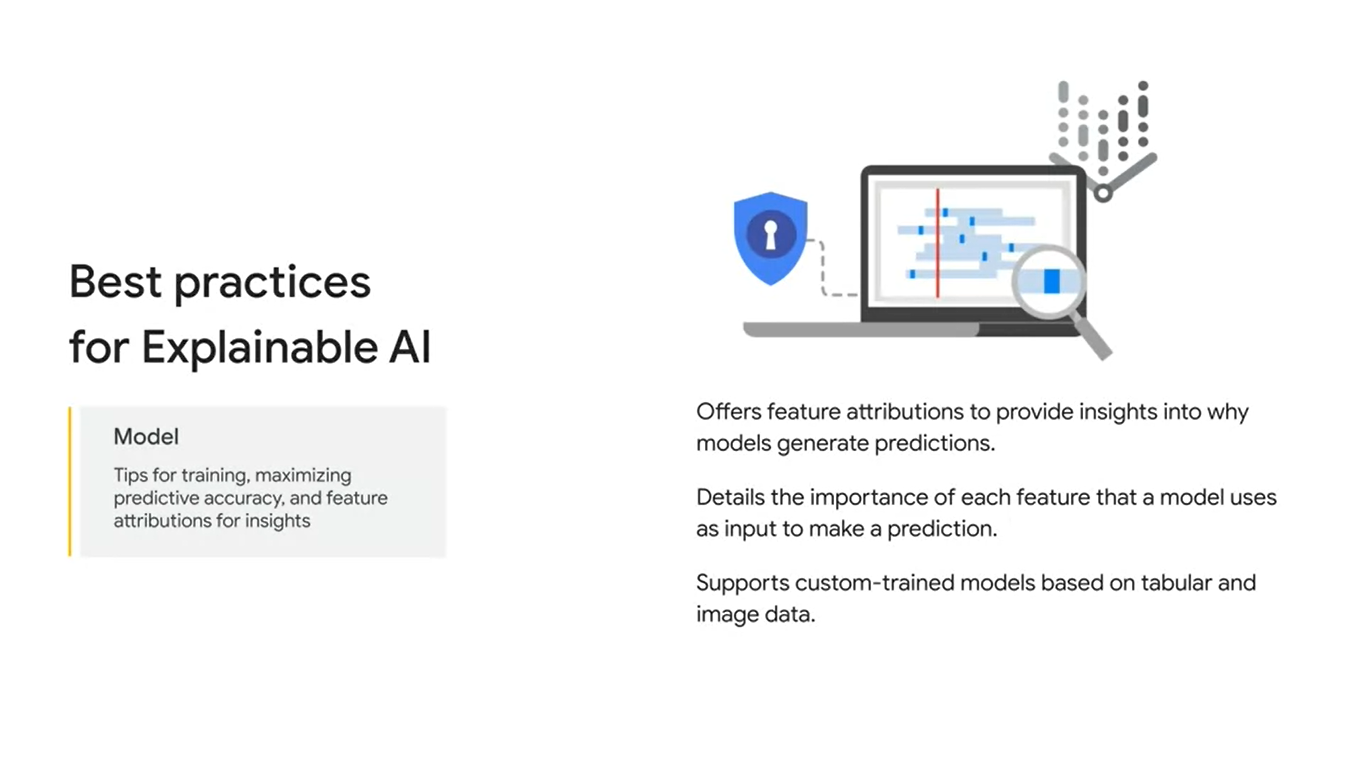 Best practices
for Explainable AI
Model
Tips for training, maximizing
predictive accuracy, and feature
attributions for insights
Offers feature attributions to provide insights into why
models generate predictions.
Details the importance of each feature that a model uses
as input to make a prediction.
Supports custom-trained models based on tabular and
image data.